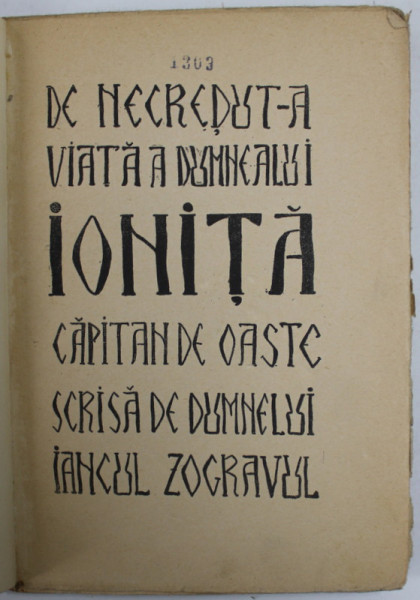 1303
DE NECREḐUT-A
VIAȚĂ A DUMNEALUI
IONIȚĂ
CĂPITAN DE OASTE
SCRISĂ DE DUMNELUI
IANCUL ZOGRAVUL